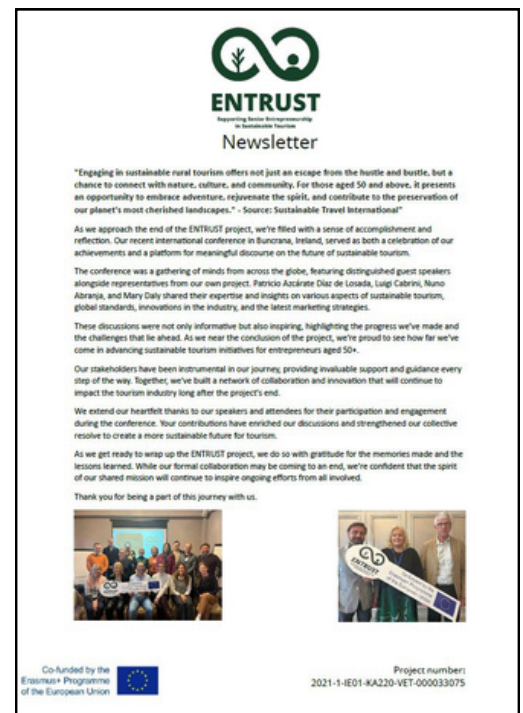 ENTRUST
Supporting Senior Entrepreneurship
in Sustainable Tourism
Newsletter
"Engaging in sustainable rural tourism offers not just an escape from the hustle and bustle, but a
chance to connect with nature, culture, and community. For those aged 50 and above, it presents
an opportunity to embrace adventure, rejuvenate the spirit, and contribute to the preservation of
our planet's most cherished landscapes." - Source: Sustainable Travel International"
As we approach the end of the ENTRUST project, we're filled with a sense of accomplishment and
reflection. Our recent international conference in Buncrana, Ireland, served as both a celebration of our
achievements and a platform for meaningful discourse on the future of sustainable tourism.
The conference was a gathering of minds from across the globe, featuring distinguished guest speakers
alongside representatives from our own project. Patricio Azcárate Díaz de Losada, Luigi Cabrini, Nuno
Abranja, and Mary Daly shared their expertise and insights on various aspects of sustainable tourism,
global standards, innovations in the industry, and the latest marketing strategies.
These discussions were not only informative but also inspiring, highlighting the progress we've made and
the challenges that lie ahead. As we near the conclusion of the project, we're proud to see how far we've
come in advancing sustainable tourism initiatives for entrepreneurs aged 50+.
Our stakeholders have been instrumental in our journey, providing invaluable support and guidance every
step of the way. Together, we've built a network of collaboration and innovation that will continue to
impact the tourism industry long after the project's end.
We extend our heartfelt thanks to our speakers and attendees for their participation and engagement
during the conference. Your contributions have enriched our discussions and strengthened our collective
resolve to create a more sustainable future for tourism.
As we get ready to wrap up the ENTRUST project, we do so with gratitude for the memories made and the
lessons learned. While our formal collaboration may be coming to an end, we're confident that the spirit
of our shared mission will continue to inspire ongoing efforts from all involved.
Thank you for being a part of this journey with us.
ENTRUST
Co-funded by the
Erasmus+ Programme
of the European Union
Co-funded by the
Erasmus+ Programme
of the European Union
Project number:
2021-1-IE01-KA220-VET-000033075